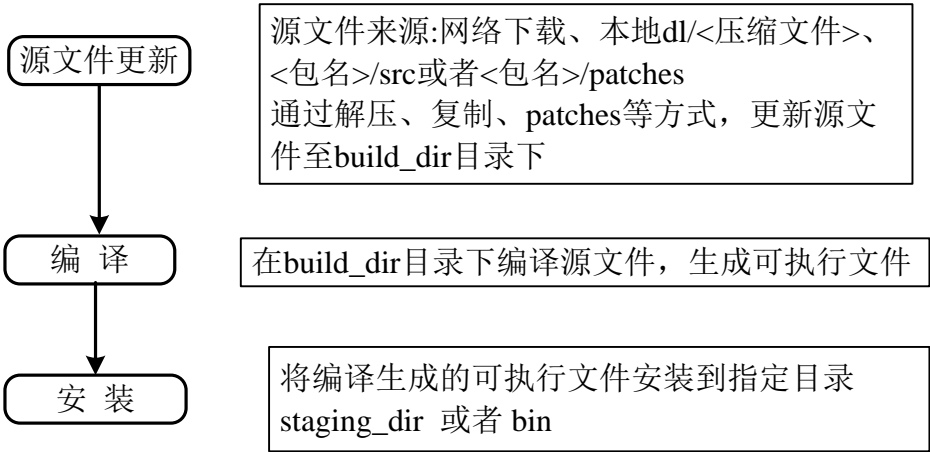 源文件更新
源文件来源:网络下载、本地dl/<压缩文件>、
<包名>/src或者<包名>/patches
通过解压、复制、patches等方式，更新源文
件至build_dir目录下
编 译
在build_dir目录下编译源文件，生成可执行文件
安 装
将编译生成的可执行文件安装到指定目录
staging_dir 或者 bin